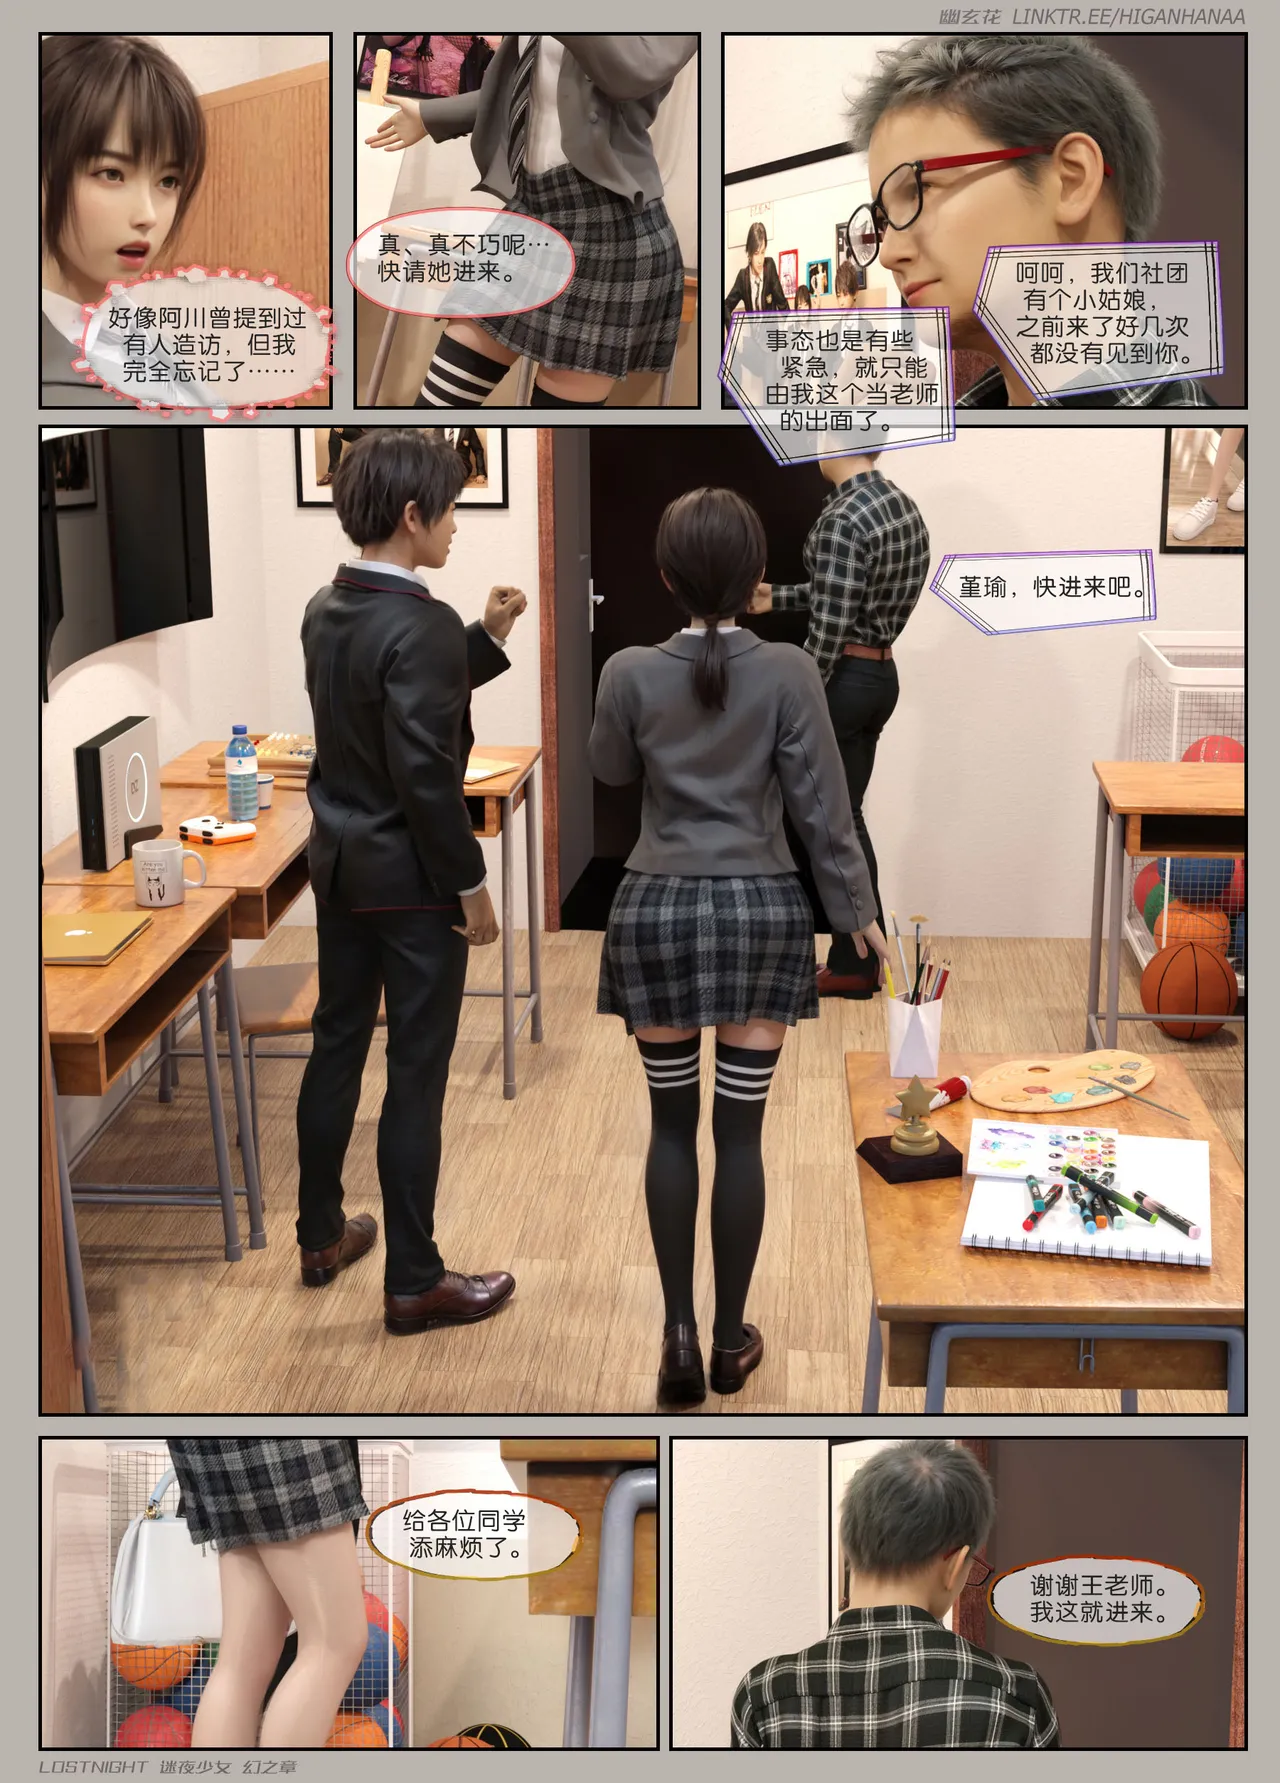 幽玄花 LINKTR.EE/HIGANHANAA
好像阿川曾提到过
有人造访，但我
完全忘记了……
真、真不巧呢…
快请她进来。
呵呵，我们社团
有个小姑娘，
之前来了好几次
都没有见到你。
事态也是有些
紧急，就只能
由我这个当老师
的出面了。
堇瑜，快进来吧。
给各位同学
添麻烦了。
谢谢王老师。
我这就进来。
LOSTNIGHT 迷夜少女 幻之章